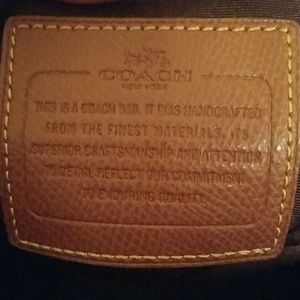 COACH
NEW YORK
THIS IS A COACH BAG. IT WAS HANDCRAFTED
FROM THE FINEST MATERIALS. ITS
SUPERIOR CRAFTSMANSHIP AND ATTENTION
TO DETAIL REFLECT OUR COMMITMENT
TO ENDURING QUALITY.